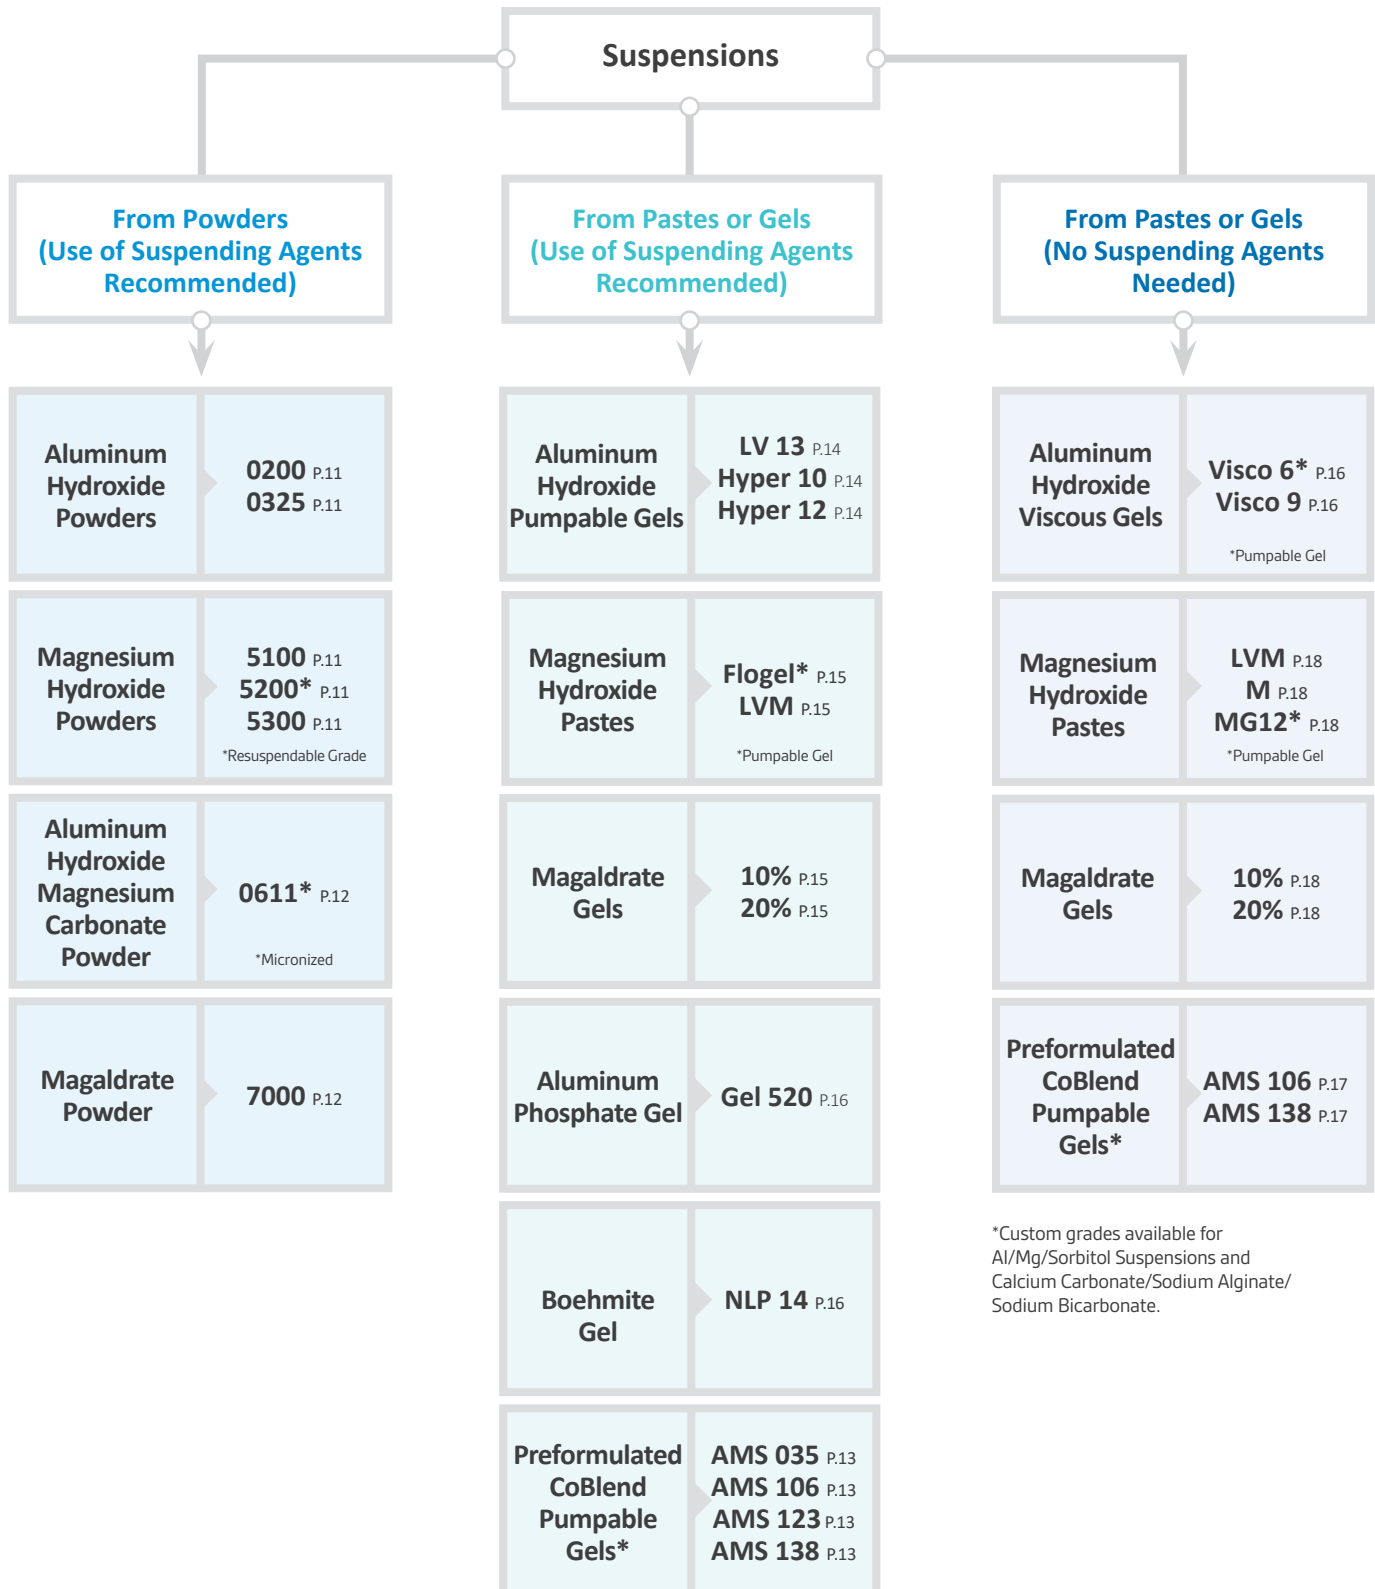 Suspensions
From Powders
(Use of Suspending Agents
Recommended)
Aluminum
Hydroxide
Powders
0200 P.11
0325 P.11
Magnesium
Hydroxide
Powders
5100 P.11
5200* P.11
5300 P.11
*Resuspendable Grade
Aluminum
Hydroxide
Magnesium
Carbonate
Powder
0611* P.12
*Micronized
Magaldrate
Powder
7000 P.12
From Pastes or Gels
(Use of Suspending Agents
Recommended)
Aluminum
Hydroxide
Pumpable Gels
LV 13 P.14
Hyper 10 P.14
Hyper 12 P.14
Magnesium
Hydroxide
Pastes
Flogel* P.15
LVM P.15
*Pumpable Gel
Magaldrate
Gels
10% P.15
20% P.15
Aluminum
Phosphate Gel
Gel 520 P.16
Boehmite
Gel
NLP 14 P.16
Preformulated
CoBlend
Pumpable
Gels*
AMS 035 P.13
AMS 106 P.13
AMS 123 P.13
AMS 138 P.13
From Pastes or Gels
(No Suspending Agents
Needed)
Aluminum
Hydroxide
Viscous Gels
Visco 6* P.16
Visco 9 P.16
*Pumpable Gel
Magnesium
Hydroxide
Pastes
LVM P.18
M P.18
MG12* P.18
*Pumpable Gel
Magaldrate
Gels
10% P.18
20% P.18
Preformulated
CoBlend
Pumpable
Gels*
AMS 106 P.17
AMS 138 P.17
*Custom grades available for
Al/Mg/Sorbitol Suspensions and
Calcium Carbonate/Sodium Alginate/
Sodium Bicarbonate.